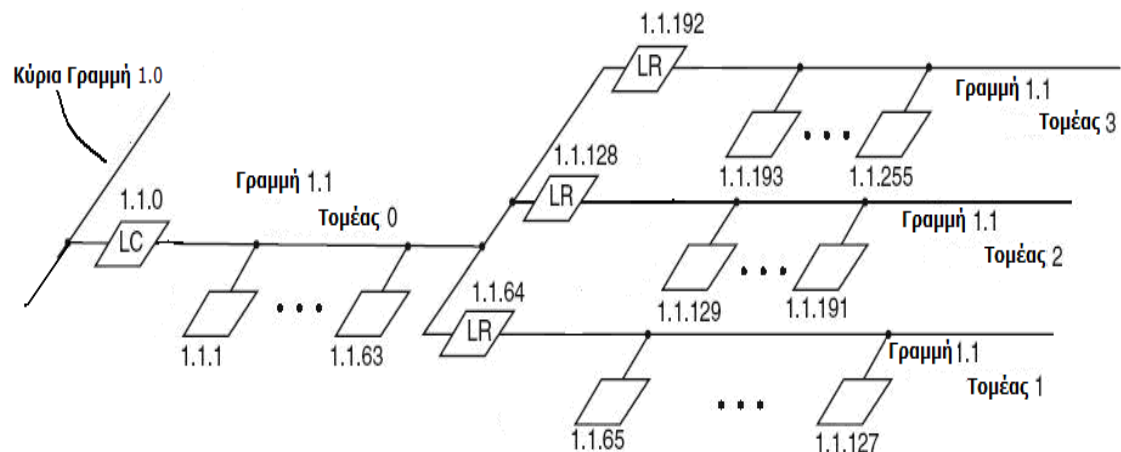 1.1.192
Κύρια Γραμμή 1.0
LR
Γραμμή 1.1
Τομέας 3
1.1.128
1.1.193
1.1.255
Γραμμή 1.1
1.1.0
LR
Τομέας 0
Γραμμή 1.1
LC
Τομέας 2
1.1.64
1.1.129
1.1.191
LR
1.1.1
1.1.63
Γραμμή 1.1
Τομέας 1
1.1.65
1.1.127